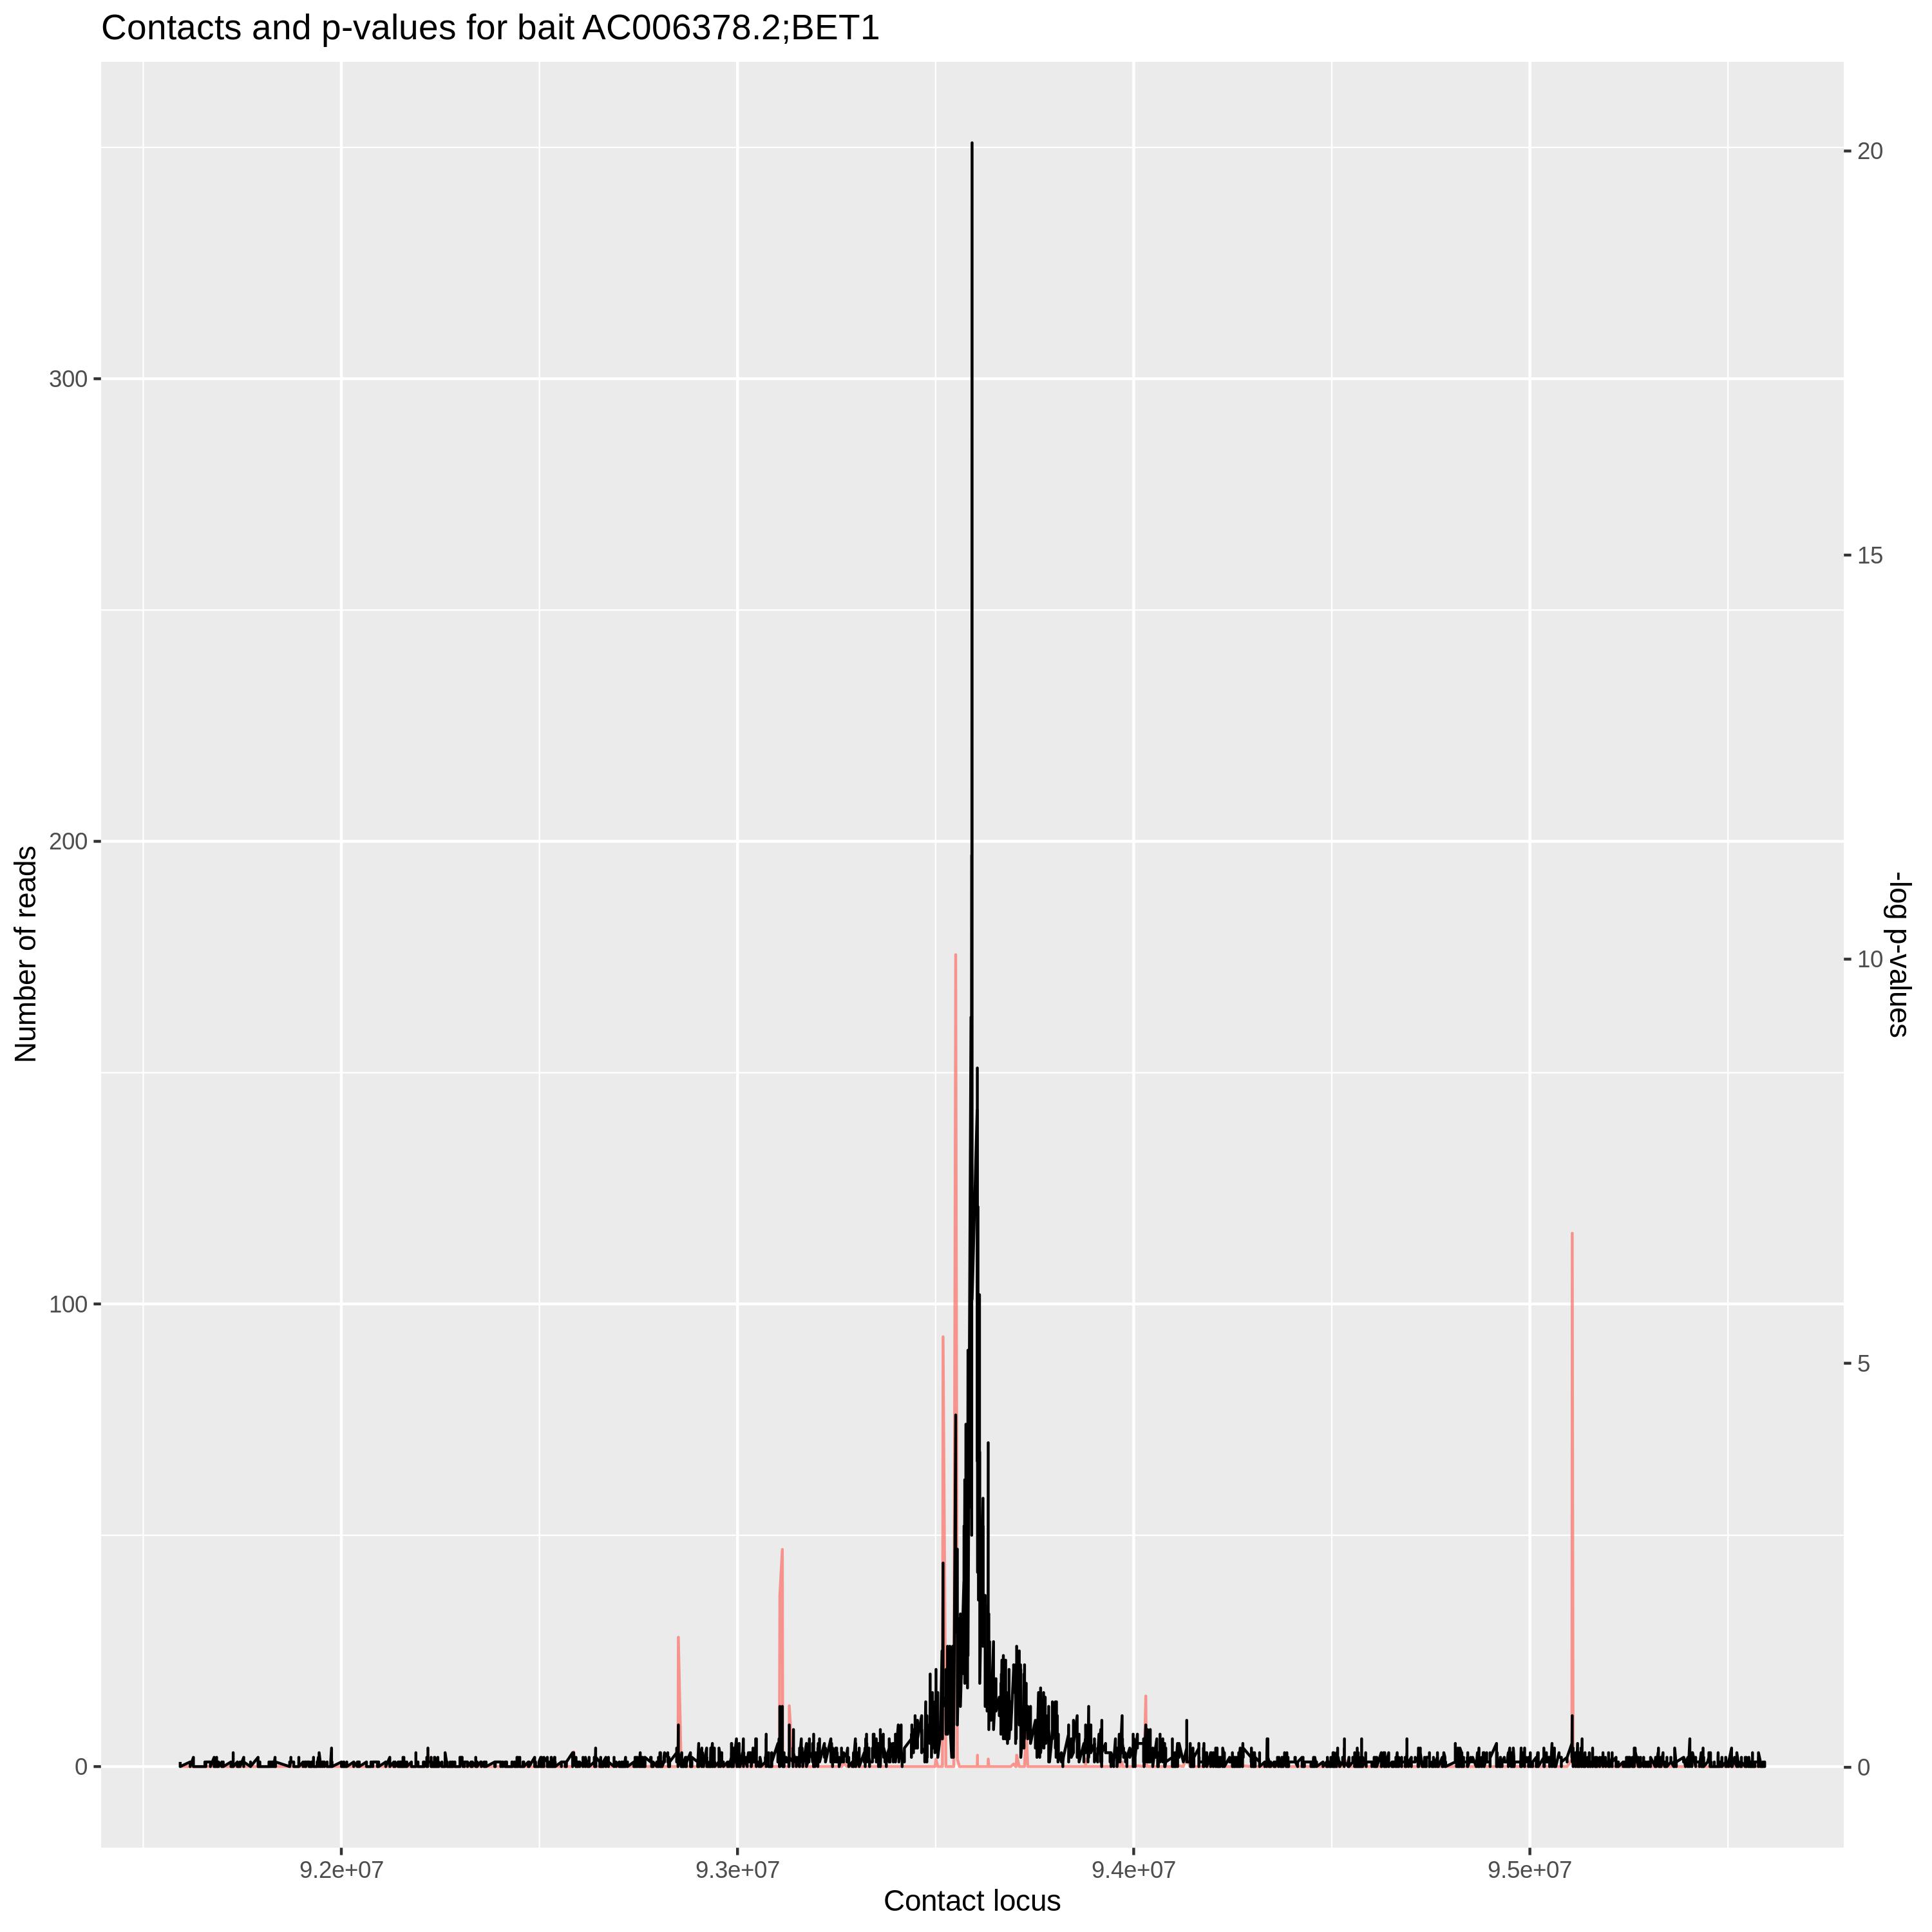 Contacts and p-values for bait AC006378.2;BET1
Number of reads
300
200
100
0
20
15
10
5
0
-log p-values
9.2e+07 9.3e+07 9.4e+07 9.5e+07
Contact locus